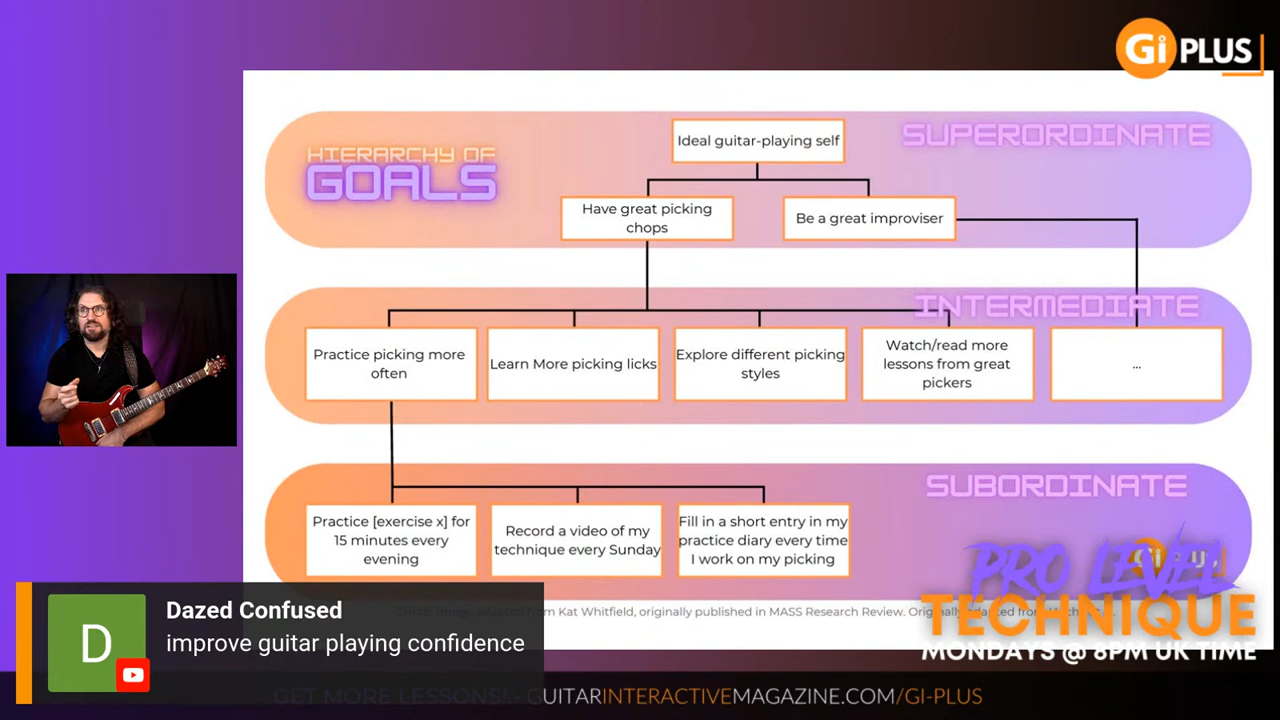 Gi PLUS
HIERARCHY OF
GOALS
SUPERORDINATE
Ideal guitar-playing self
Have great picking
chops
Be a great improviser
INTERMEDIATE
Practice picking more
often
Learn More picking licks
Explore different picking
styles
Watch/read more
lessons from great
pickers
...
SUBORDINATE
Practice [exercise x] for
15 minutes every
evening
Record a video of my
technique every Sunday
Fill in a short entry in my
practice diary every time
I work on my picking
from Kat Whitfield, originally published in MASS Research Review.
PRO LEVEL
TECHNIQUE
MONDAYS @ 8PM UK TIME
D
Dazed Confused
improve guitar playing confidence
GET MORE LESSONS! - GUITARINTERACTIVEMAGAZINE.COM/GI-PLUS